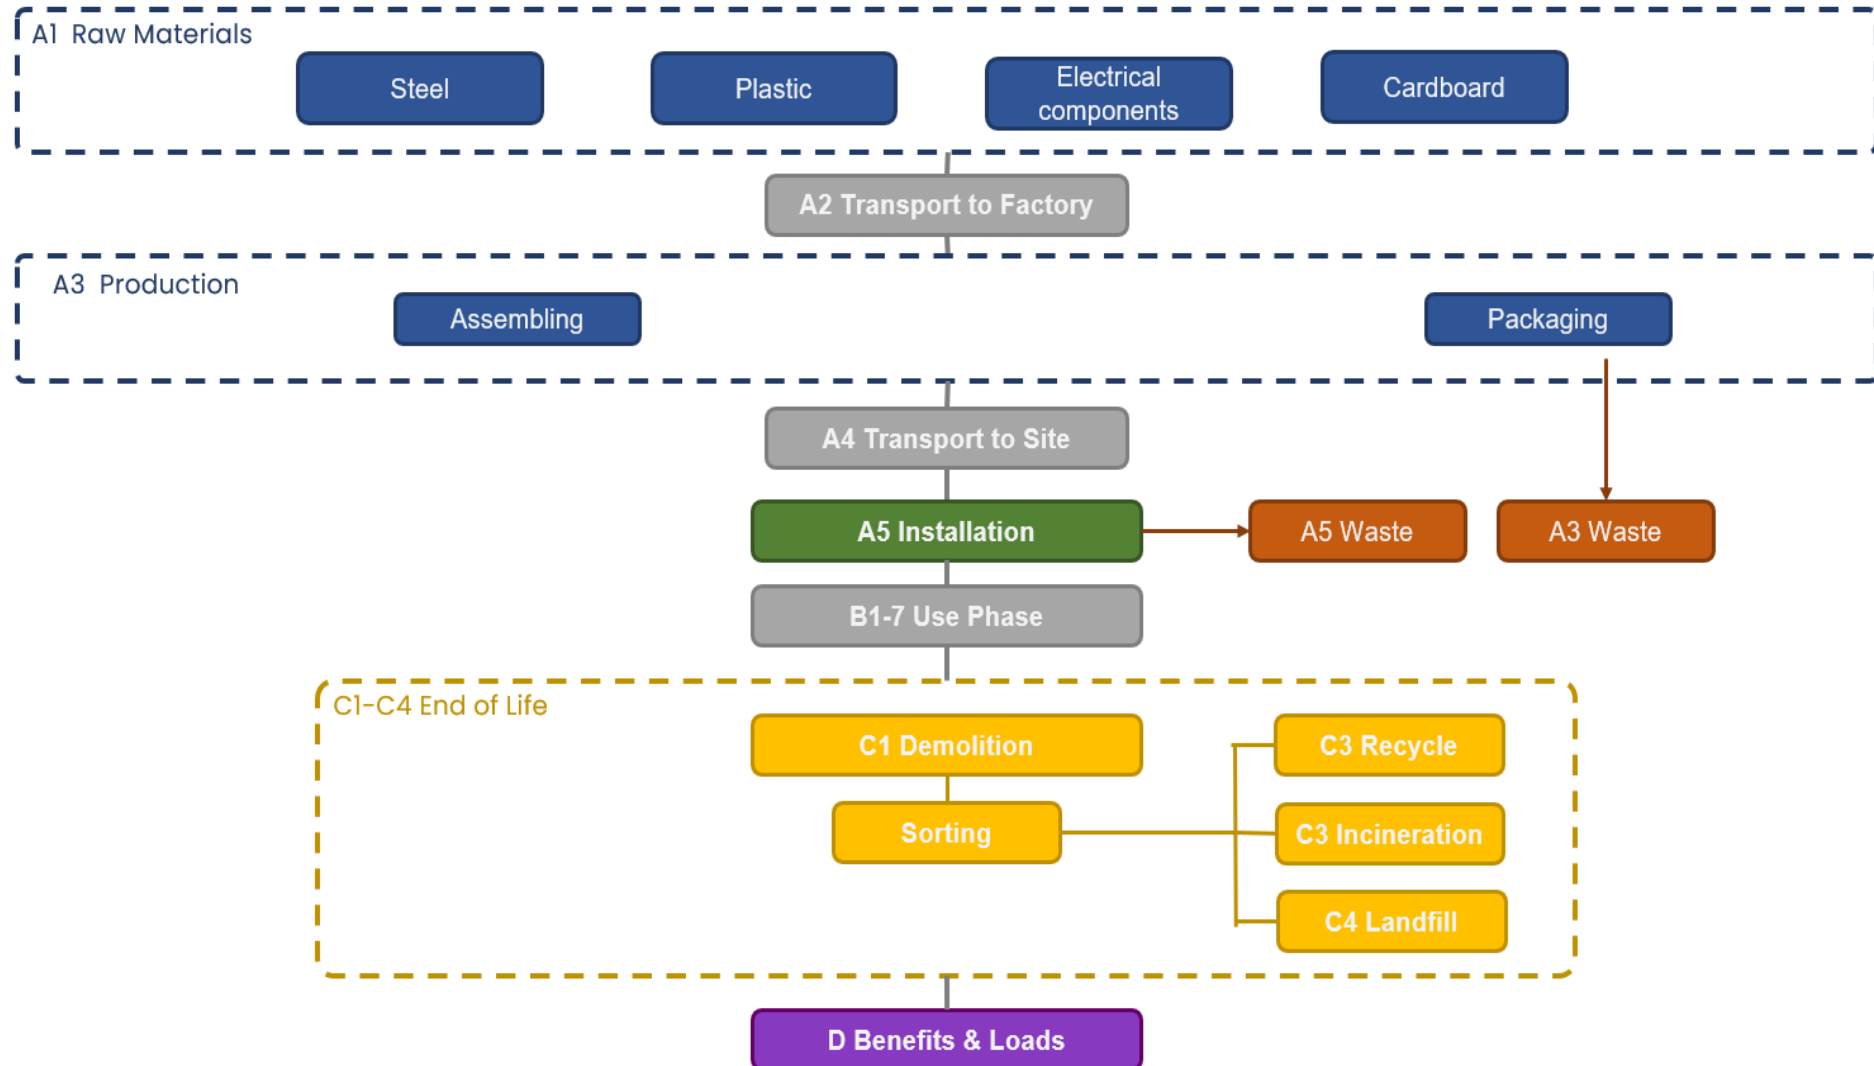 A1 Raw Materials
Steel
Plastic
Electrical
components
Cardboard
A2 Transport to Factory
A3 Production
Assembling
Packaging
A4 Transport to Site
A5 Installation
A5 Waste
A3 Waste
B1-7 Use Phase
C1-C4 End of Life
C1 Demolition
C3 Recycle
Sorting
C3 Incineration
C4 Landfill
D Benefits & Loads